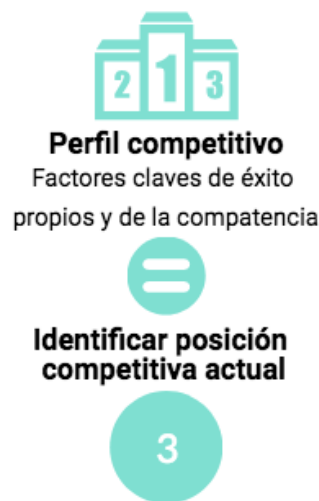 2 1 3
Perfil competitivo
Factores claves de éxito
propios y de la compatencia
=
Identificar posición
competitiva actual
3